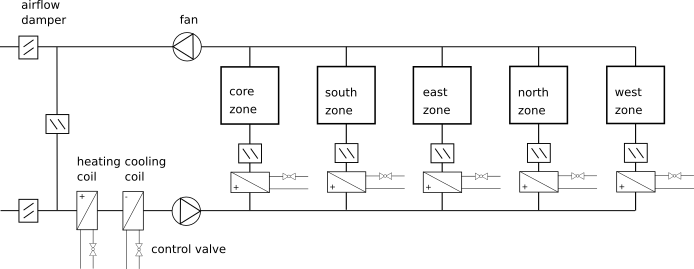 airflow
damper
fan
core
zone
south
zone
east
zone
north
zone
west
zone
heating cooling
coil coil
+ -
+ + + + +
control valve